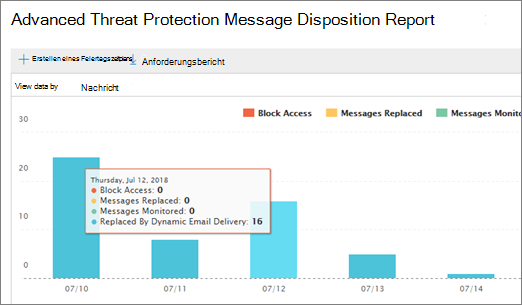 Advanced Threat Protection Message Disposition Report
Erstellen eines Feiertagszeitplans Anforderungsbericht
View data by Nachricht
Block Access Messages Replaced Messages Monito
30
20
10
0
Thursday, Jul 12, 2018
Block Access: 0
Messages Replaced: 0
Messages Monitored: 0
Replaced By Dynamic Email Delivery: 16
07/10 07/11 07/12 07/13 07/14